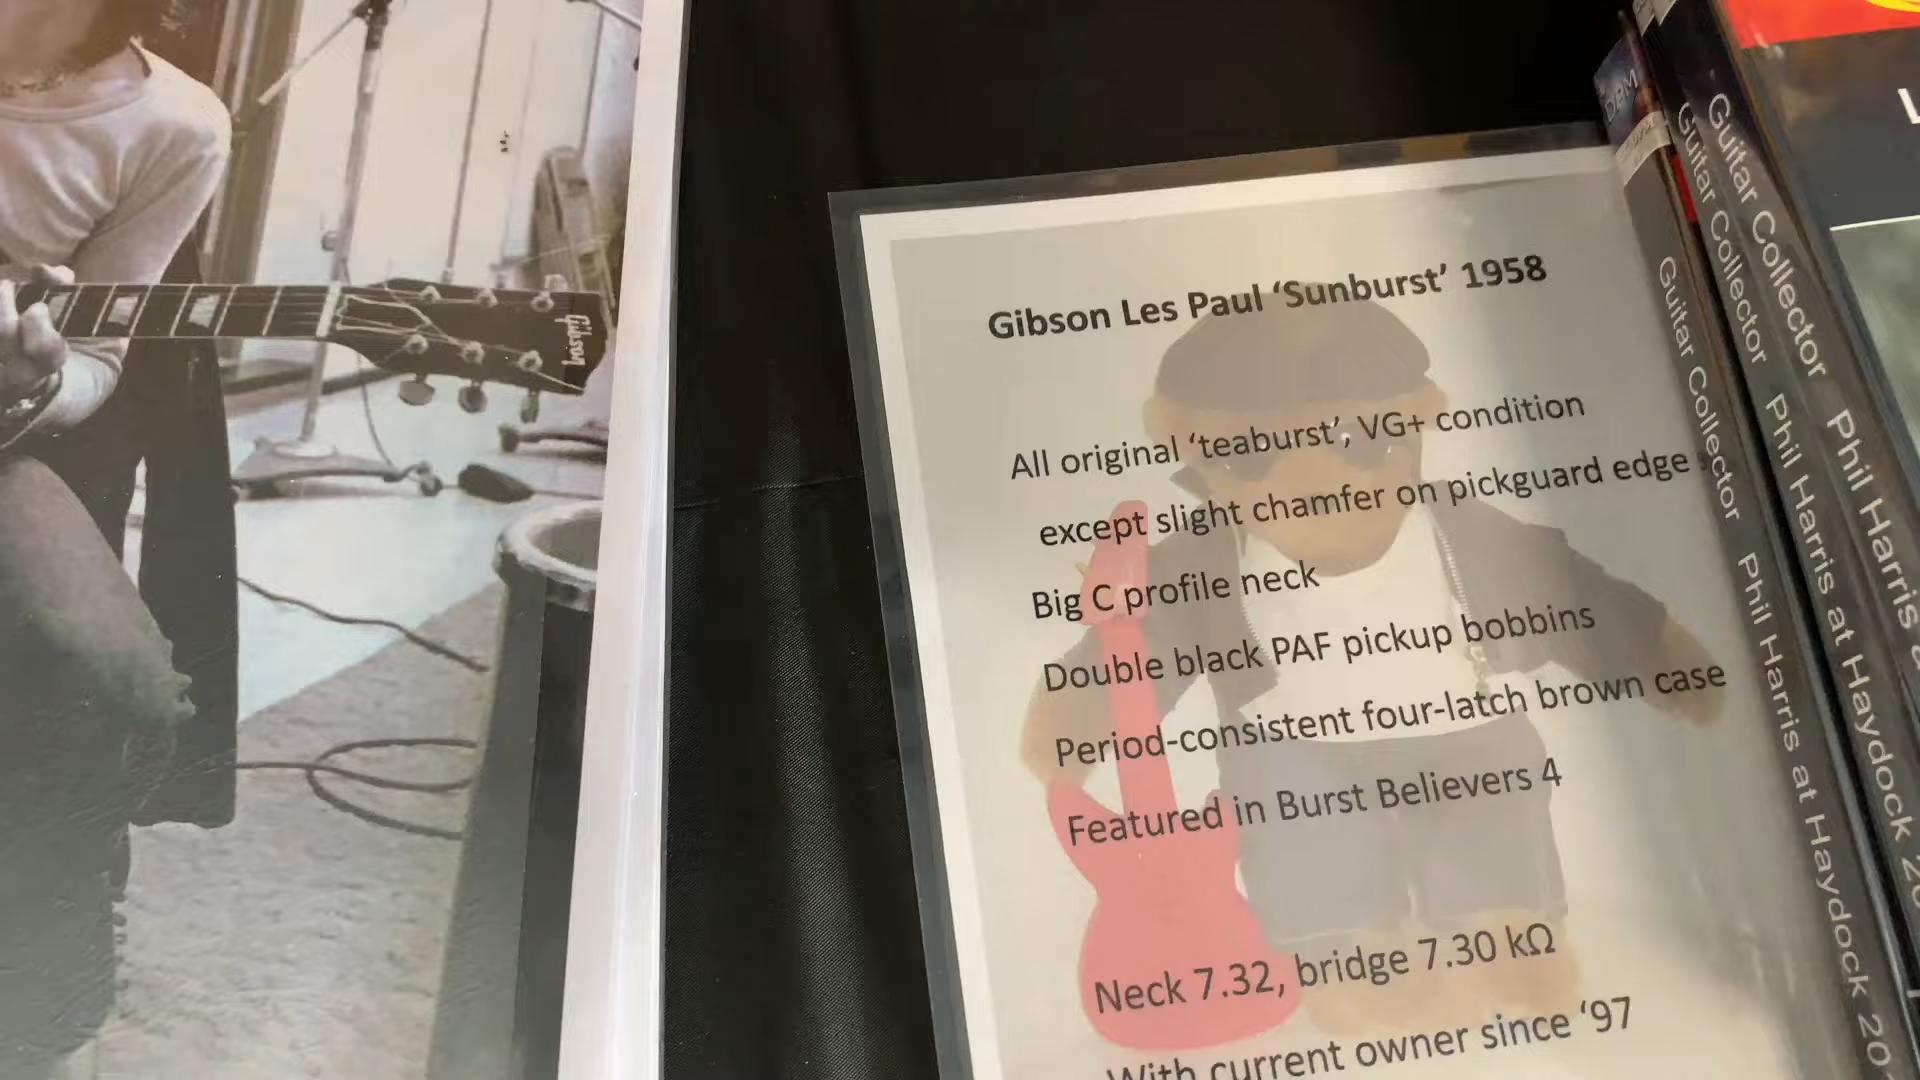 Gibson
Gibson Les Paul ‘Sunburst’ 1958
All original ‘teaburst’, VG+ condition
except slight chamfer on pickguard edge
Big C profile neck
Double black PAF pickup bobbins
Period-consistent four-latch brown case
Featured in Burst Believers 4
Neck 7.32, bridge 7.30 kΩ
With current owner since ‘97
Guitar Collector Phil Harris at Haydock 20
Guitar Collector Phil Harris at Haydock 20
Guitar Collector Phil Harris